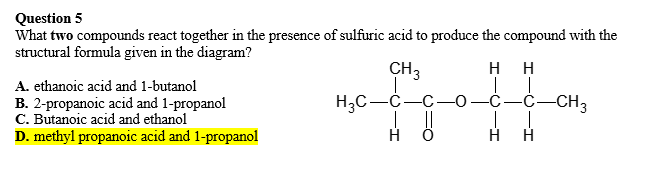 Question 5
What two compounds react together in the presence of sulfuric acid to produce the compound with the
structural formula given in the diagram?
A. ethanoic acid and 1-butanol
B. 2-propanoic acid and 1-propanol
C. Butanoic acid and ethanol
D. methyl propanoic acid and 1-propanol
CH3 H H
H3C-C-C-O-C-C-CH3
H O H H